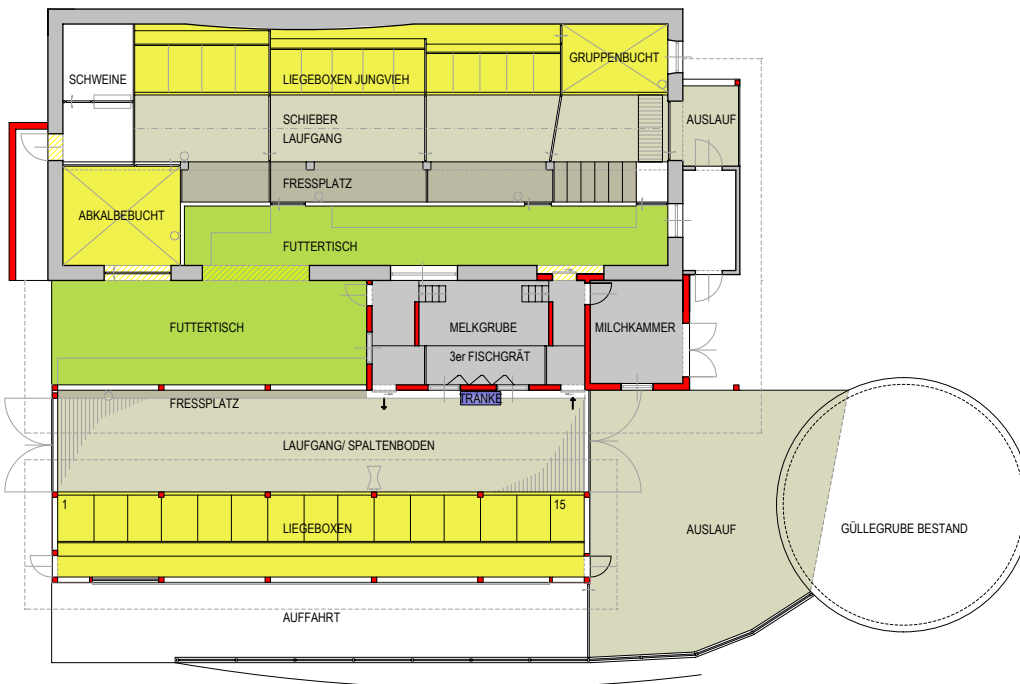 SCHWEINE
LIEGEBOXEN JUNGVIEH
GRUPPENBUCHT
SCHIEBER
LAUFGANG
AUSLAUF
FRESSPLATZ
ABKALBEBUCHT
FUTTERTISCH
FUTTERTISCH
MELKGRUBE
MILCHKAMMER
3er FISCHGRÄT
FRESSPLATZ
TRÄNKE
LAUFGANG/ SPALTENBODEN
1
15
LIEGEBOXEN
AUSLAUF
GÜLLEGRUBE BESTAND
AUFFAHRT